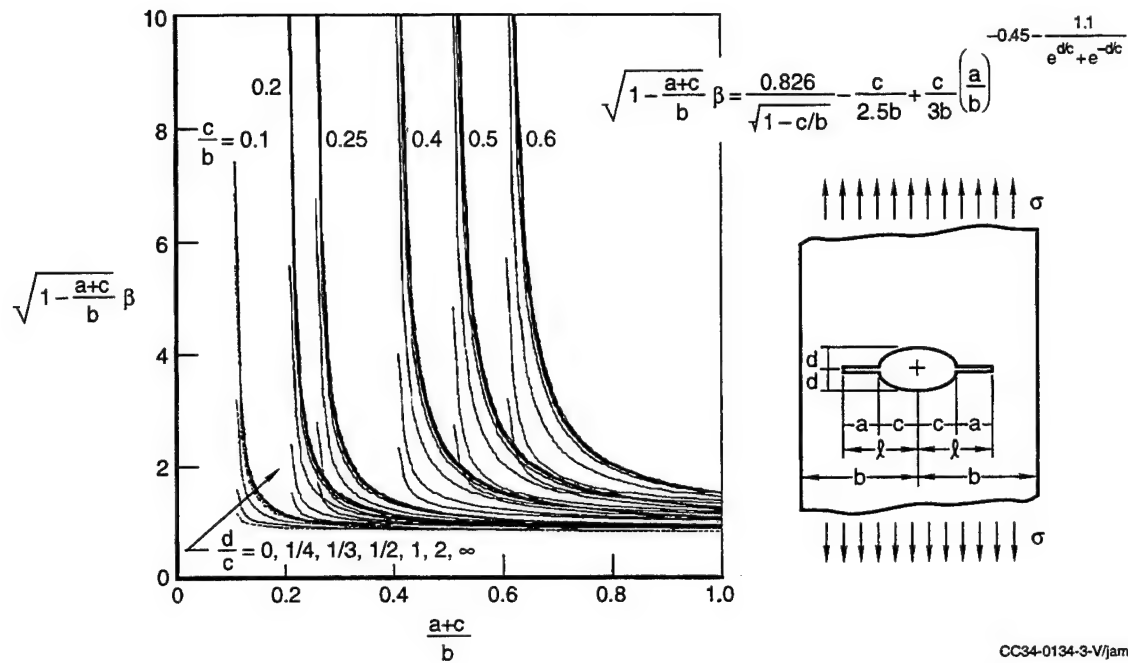 10
8
6
4
2
0
0
0.2
0.4
0.6
0.8
1.0
√(1 − (a+c)/b) β
(a+c)/b
c/b = 0.1
0.2
0.25
0.4
0.5
0.6
d/c = 0, 1/4, 1/3, 1/2, 1, 2, ∞
√(1 − (a+c)/b) β = 0.826/√(1−c/b) − c/2.5b + c/3b (a/b)^(−0.45 − 1.1/(e^(d/c) + e^(−d/c)))
σ
d
d
a c c a
ℓ ℓ
b b
σ
CC34-0134-3-V/jam